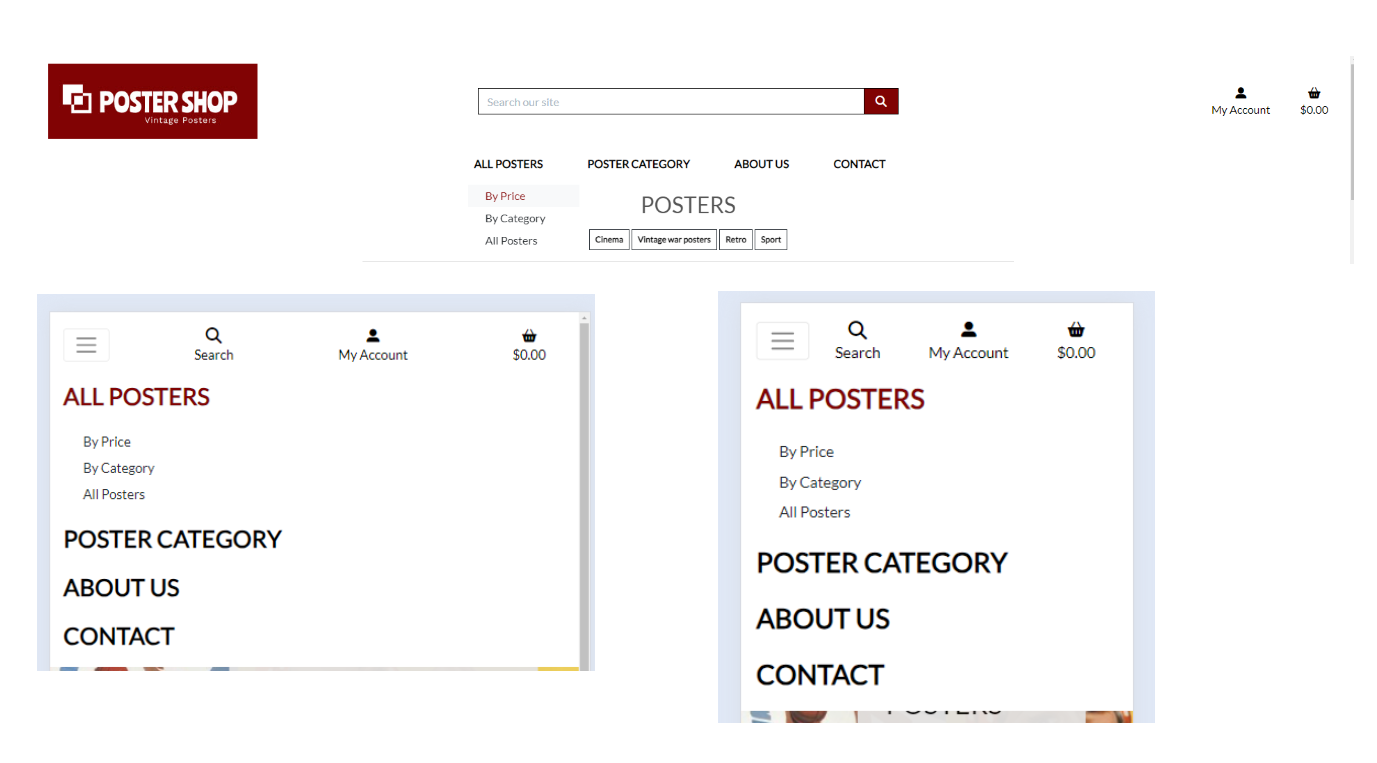 POSTER SHOP
Vintage Posters
Search our site
My Account
$0.00
ALL POSTERS
POSTER CATEGORY
ABOUT US
CONTACT
By Price
By Category
All Posters
POSTERS
Cinema
Vintage war posters
Retro
Sport
Search
My Account
$0.00
ALL POSTERS
By Price
By Category
All Posters
POSTER CATEGORY
ABOUT US
CONTACT
Search
My Account
$0.00
ALL POSTERS
By Price
By Category
All Posters
POSTER CATEGORY
ABOUT US
CONTACT
POSTERS